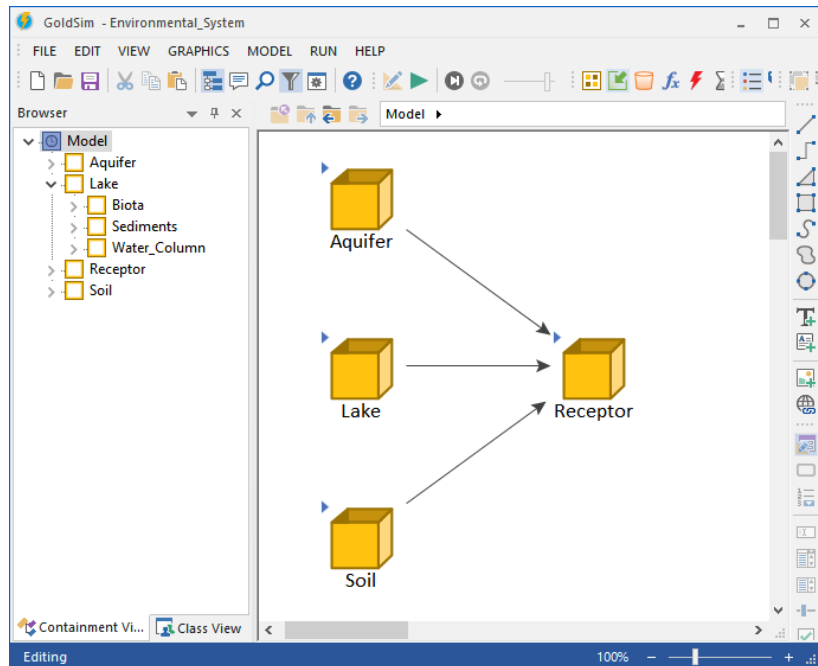 GoldSim - Environmental_System
FILE EDIT VIEW GRAPHICS MODEL RUN HELP
Browser
Model
Model
Aquifer
Lake
Biota
Sediments
Water_Column
Receptor
Soil
Aquifer
Lake
Receptor
Soil
Containment Vi... Class View
Editing
100%